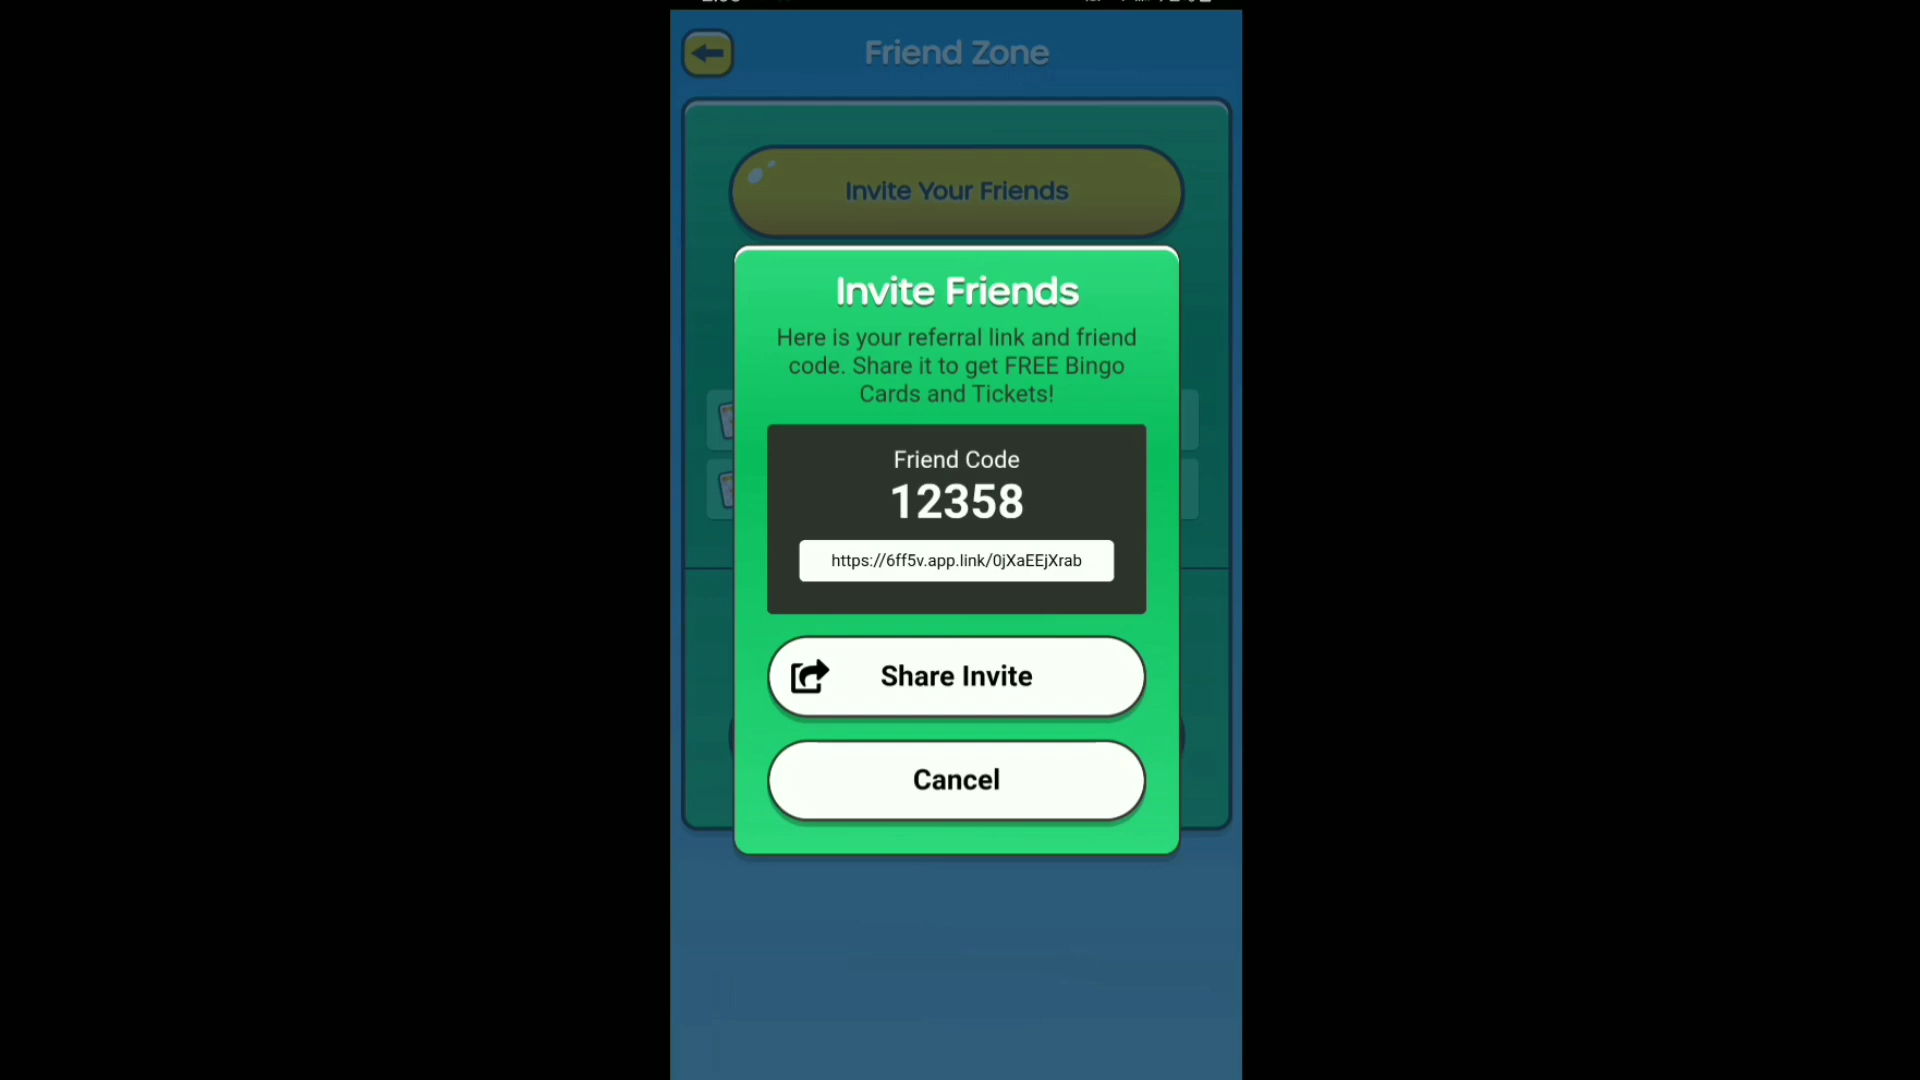 Friend Zone
Invite Your Friends
Invite Friends
Here is your referral link and friend
code. Share it to get FREE Bingo
Cards and Tickets!
Friend Code
12358
https://6ff5v.app.link/0jXaEEjXrab
Share Invite
Cancel